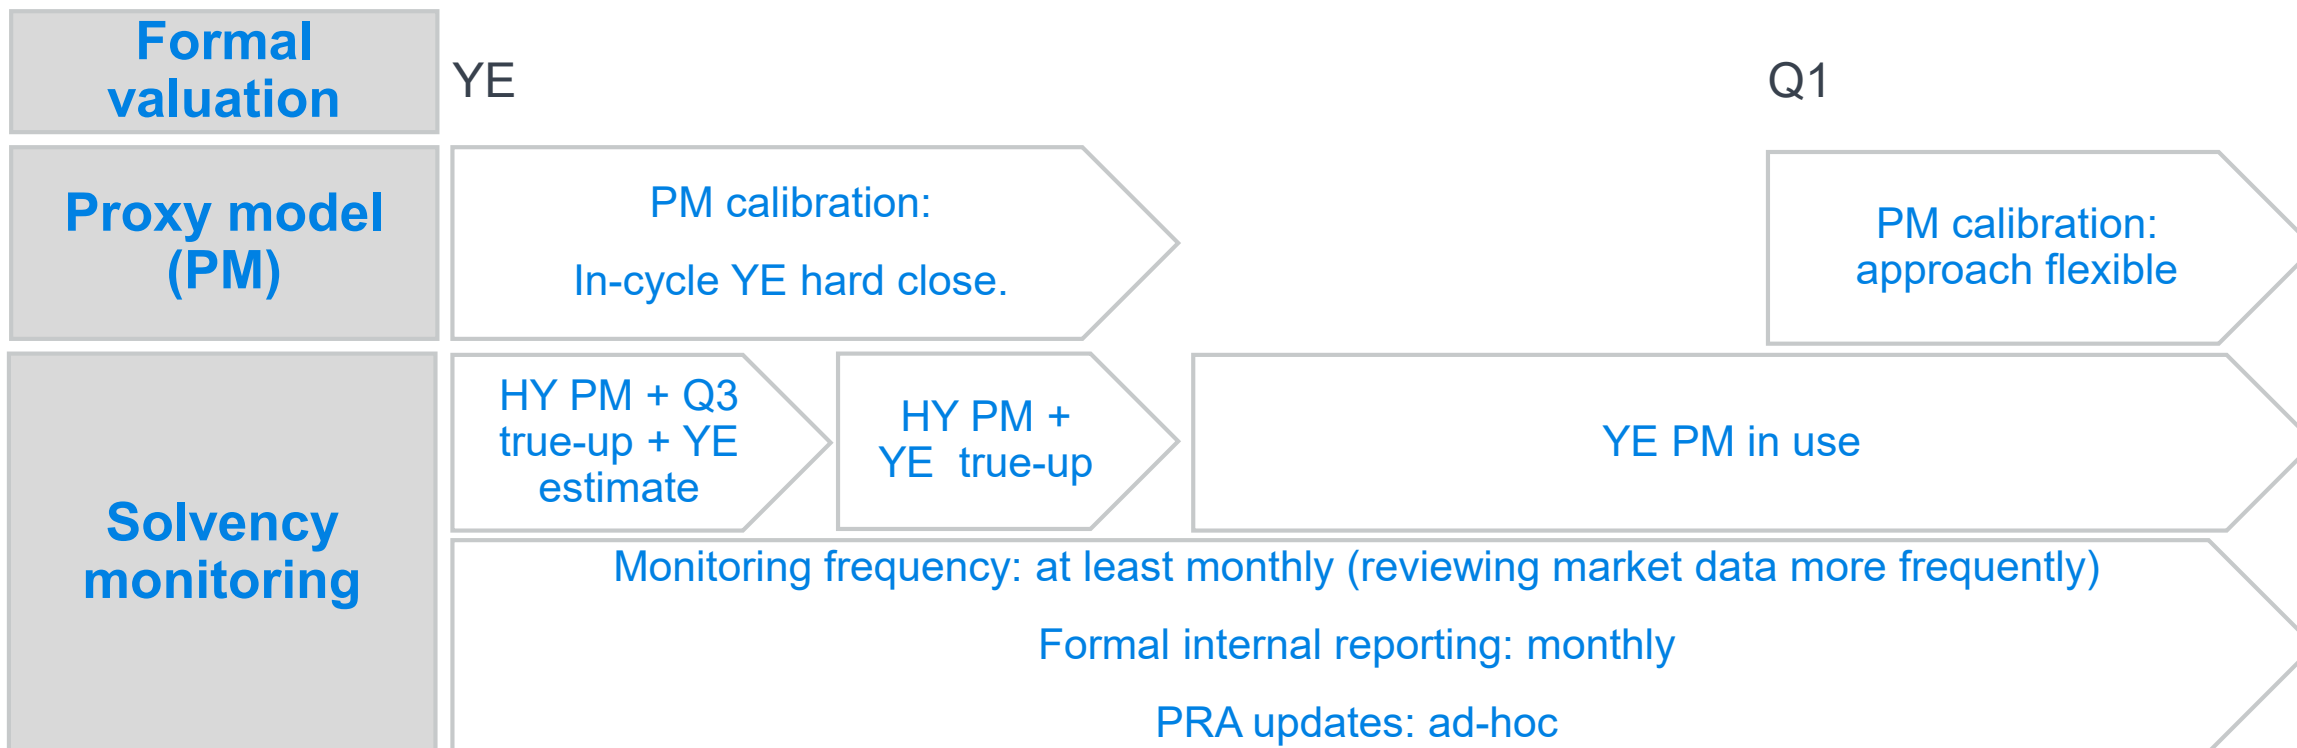 Formal
valuation
YE
Q1
Proxy model
(PM)
PM calibration:
In-cycle YE hard close.
PM calibration:
approach flexible
Solvency
monitoring
HY PM + Q3
true-up + YE
estimate
HY PM +
YE  true-up
YE PM in use
Monitoring frequency: at least monthly (reviewing market data more frequently)
Formal internal reporting: monthly
PRA updates: ad-hoc